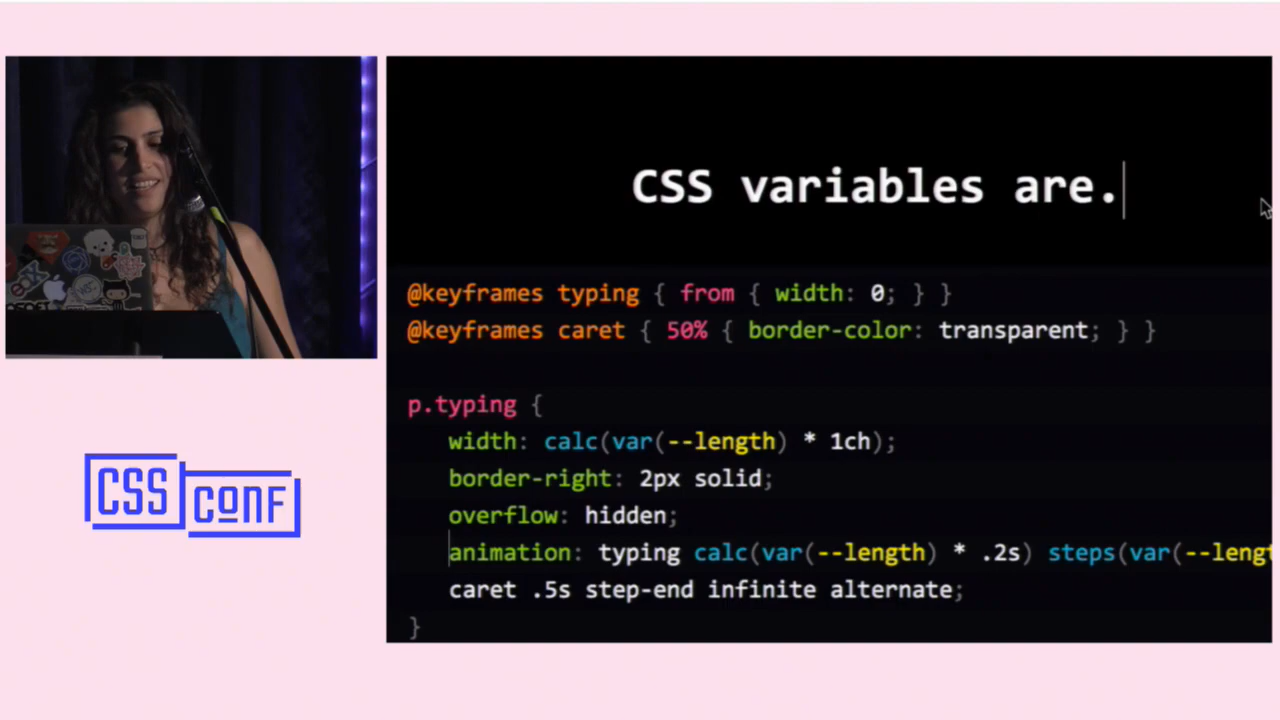 CSS variables are.
@keyframes typing { from { width: 0; } }
@keyframes caret { 50% { border-color: transparent; } }
p.typing {
width: calc(var(--length) * 1ch);
border-right: 2px solid;
overflow: hidden;
animation: typing calc(var(--length) * .2s) steps(var(--lengt
caret .5s step-end infinite alternate;
}
CSS
CONF